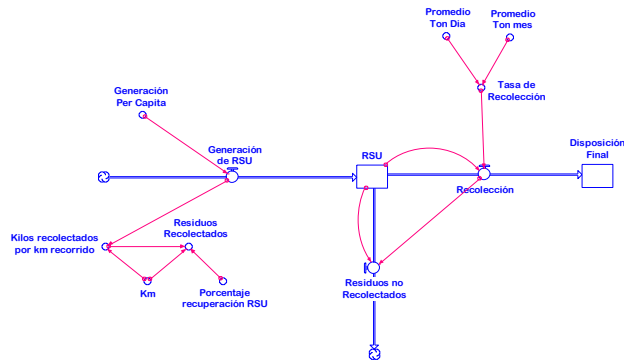 Promedio
Ton Dia
Promedio
Ton mes
Tasa de
Recolección
Generación
Per Capita
Generación
de RSU
RSU
Disposición
Final
Recolección
Kilos recolectados
por km recorrido
Residuos
Recolectados
Km
Porcentaje
recuperación RSU
Residuos no
Recolectados